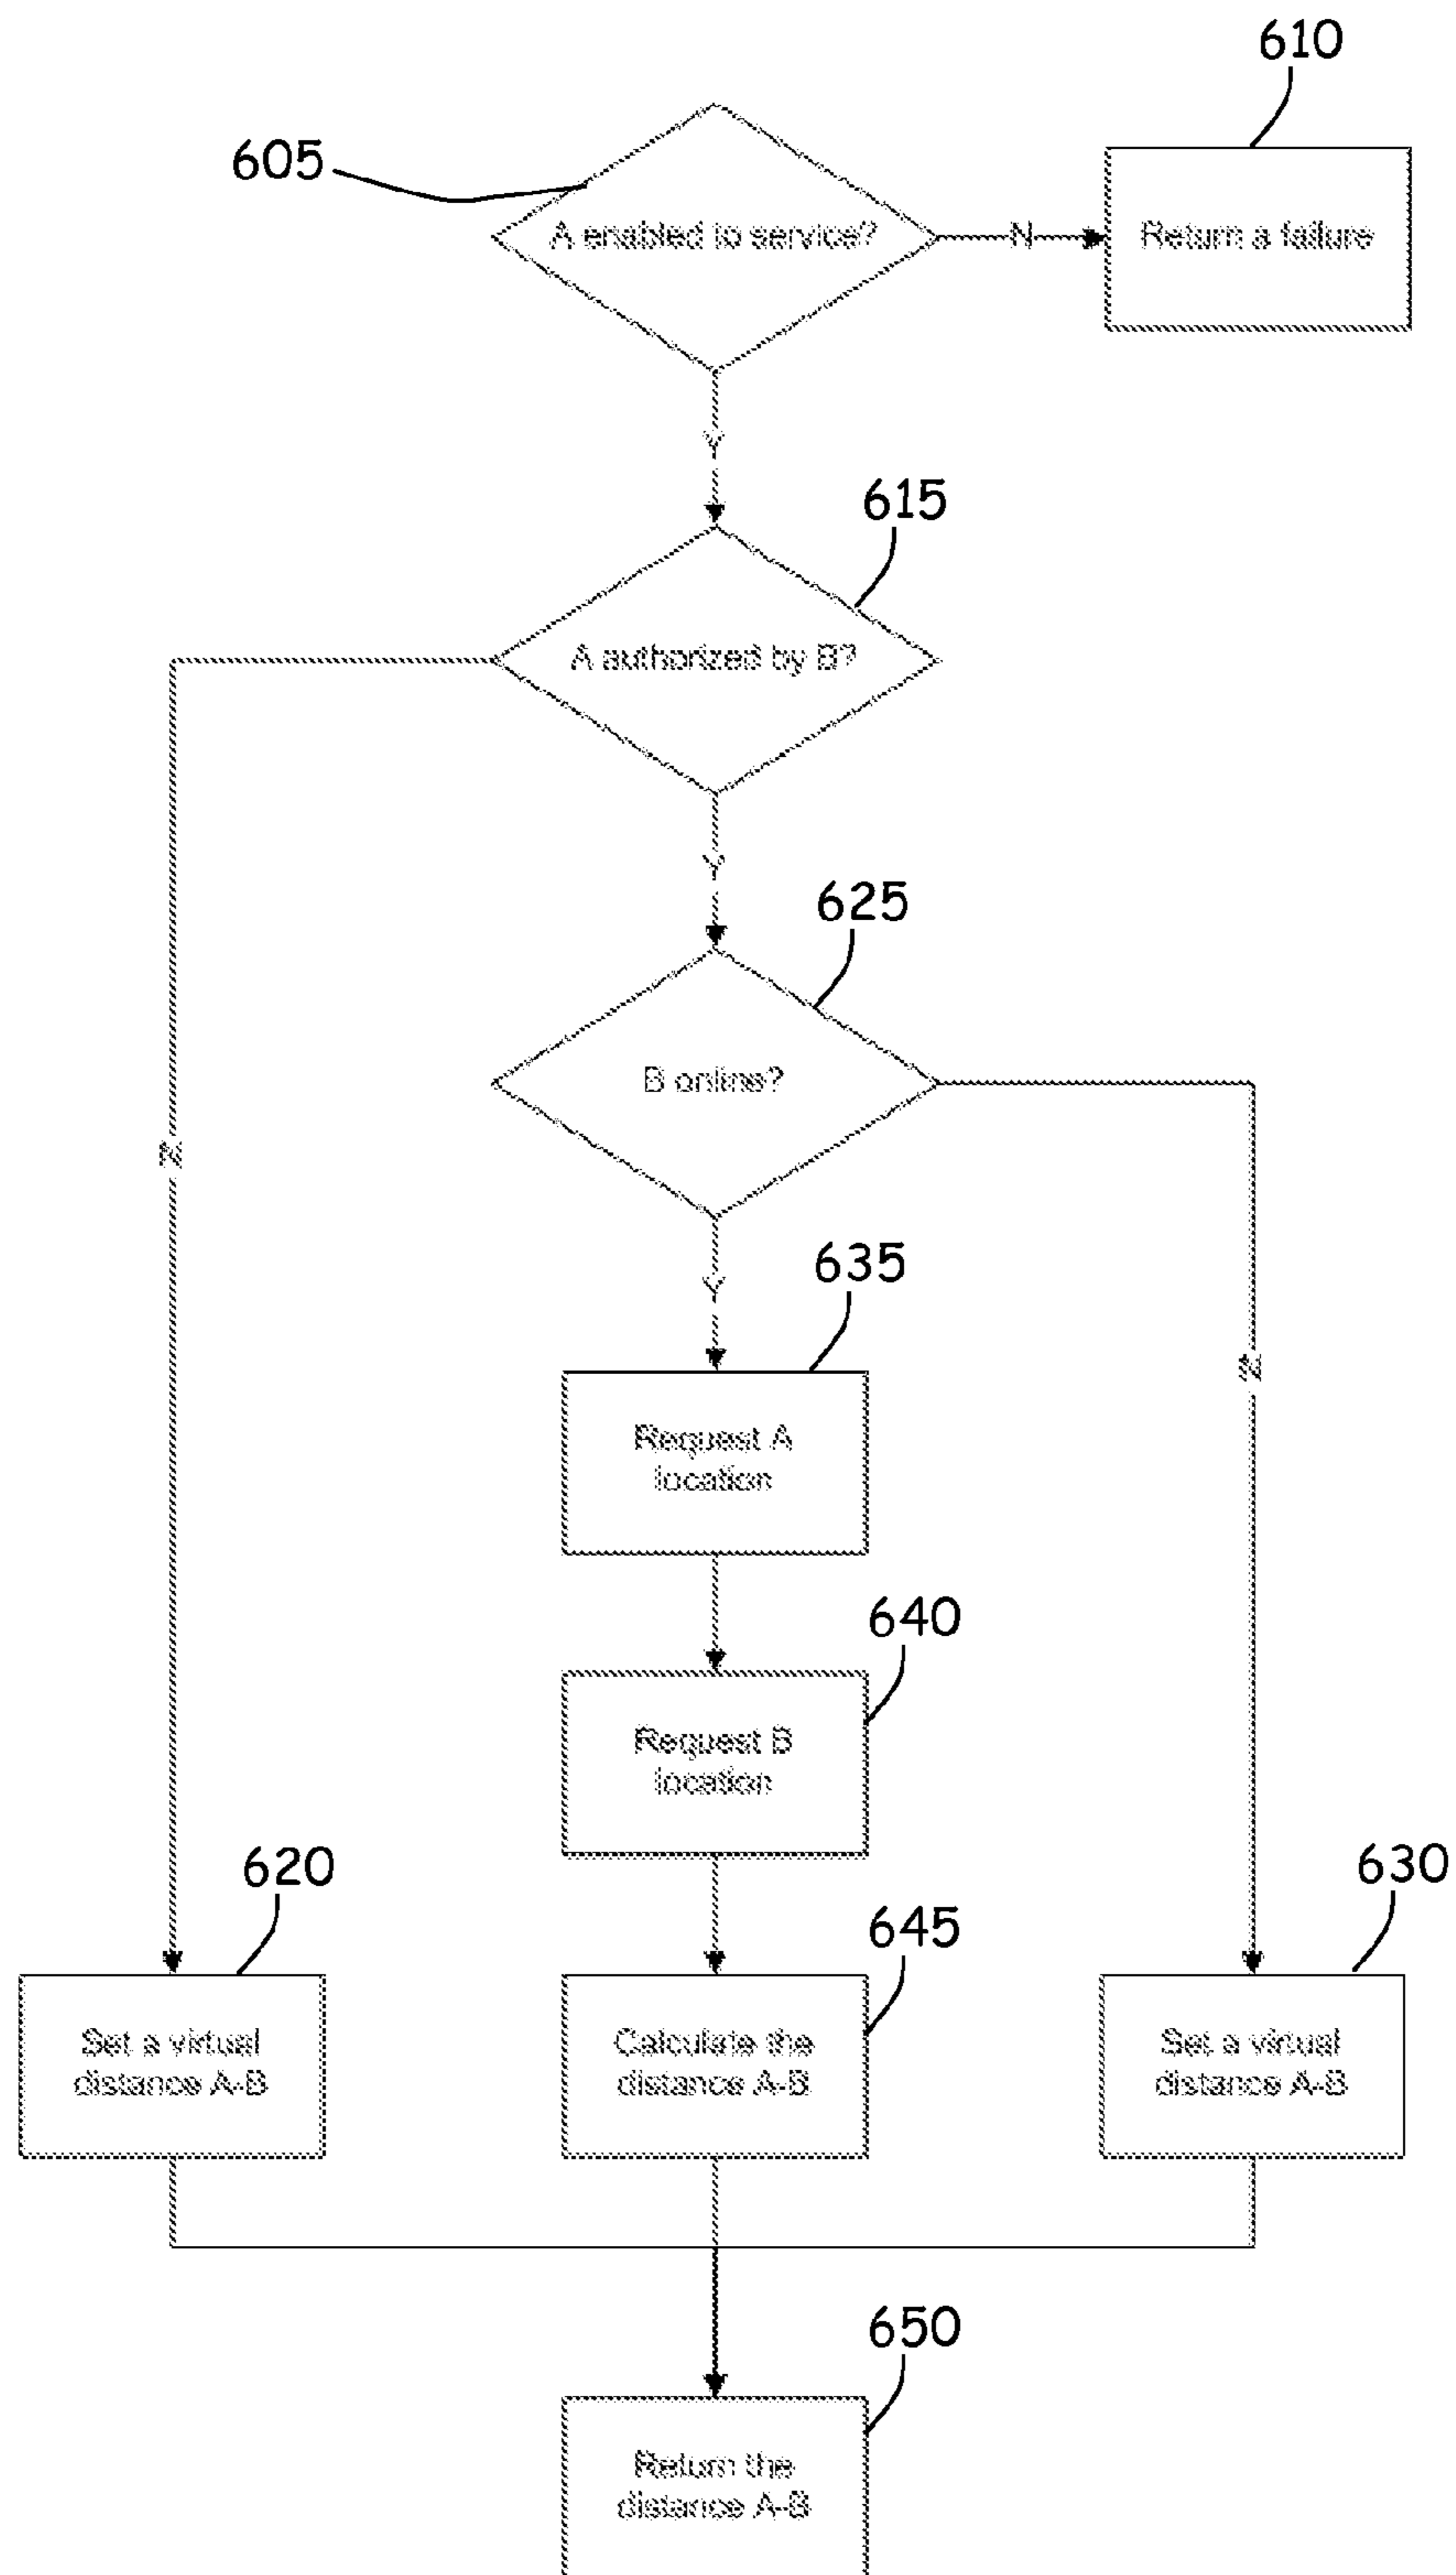 610
605
A enabled to service?
N
Return a failure
Y
615
A authorized by B?
Y
625
B online?
N
635
Y
N
Request A
location
640
Request B
location
620
630
645
Set a virtual
distance A-B
Calculate the
distance A-B
Set a virtual
distance A-B
650
Return the
distance A-B